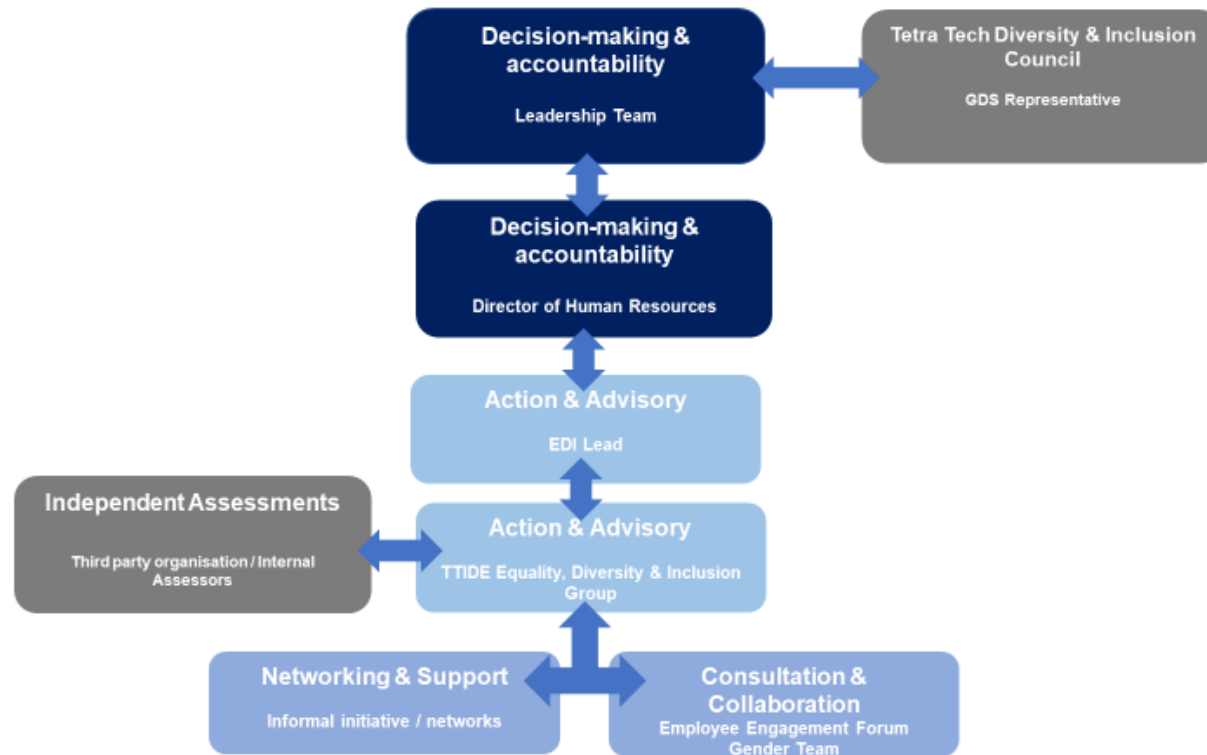 Decision-making &
accountability
Leadership Team
Tetra Tech Diversity & Inclusion
Council
GDS Representative
Decision-making &
accountability
Director of Human Resources
Action & Advisory
EDI Lead
Independent Assessments
Third party organisation / Internal
Assessors
Action & Advisory
TTIDE Equality, Diversity & Inclusion
Group
Networking & Support
Informal initiative / networks
Consultation &
Collaboration
Employee Engagement Forum
Gender Team